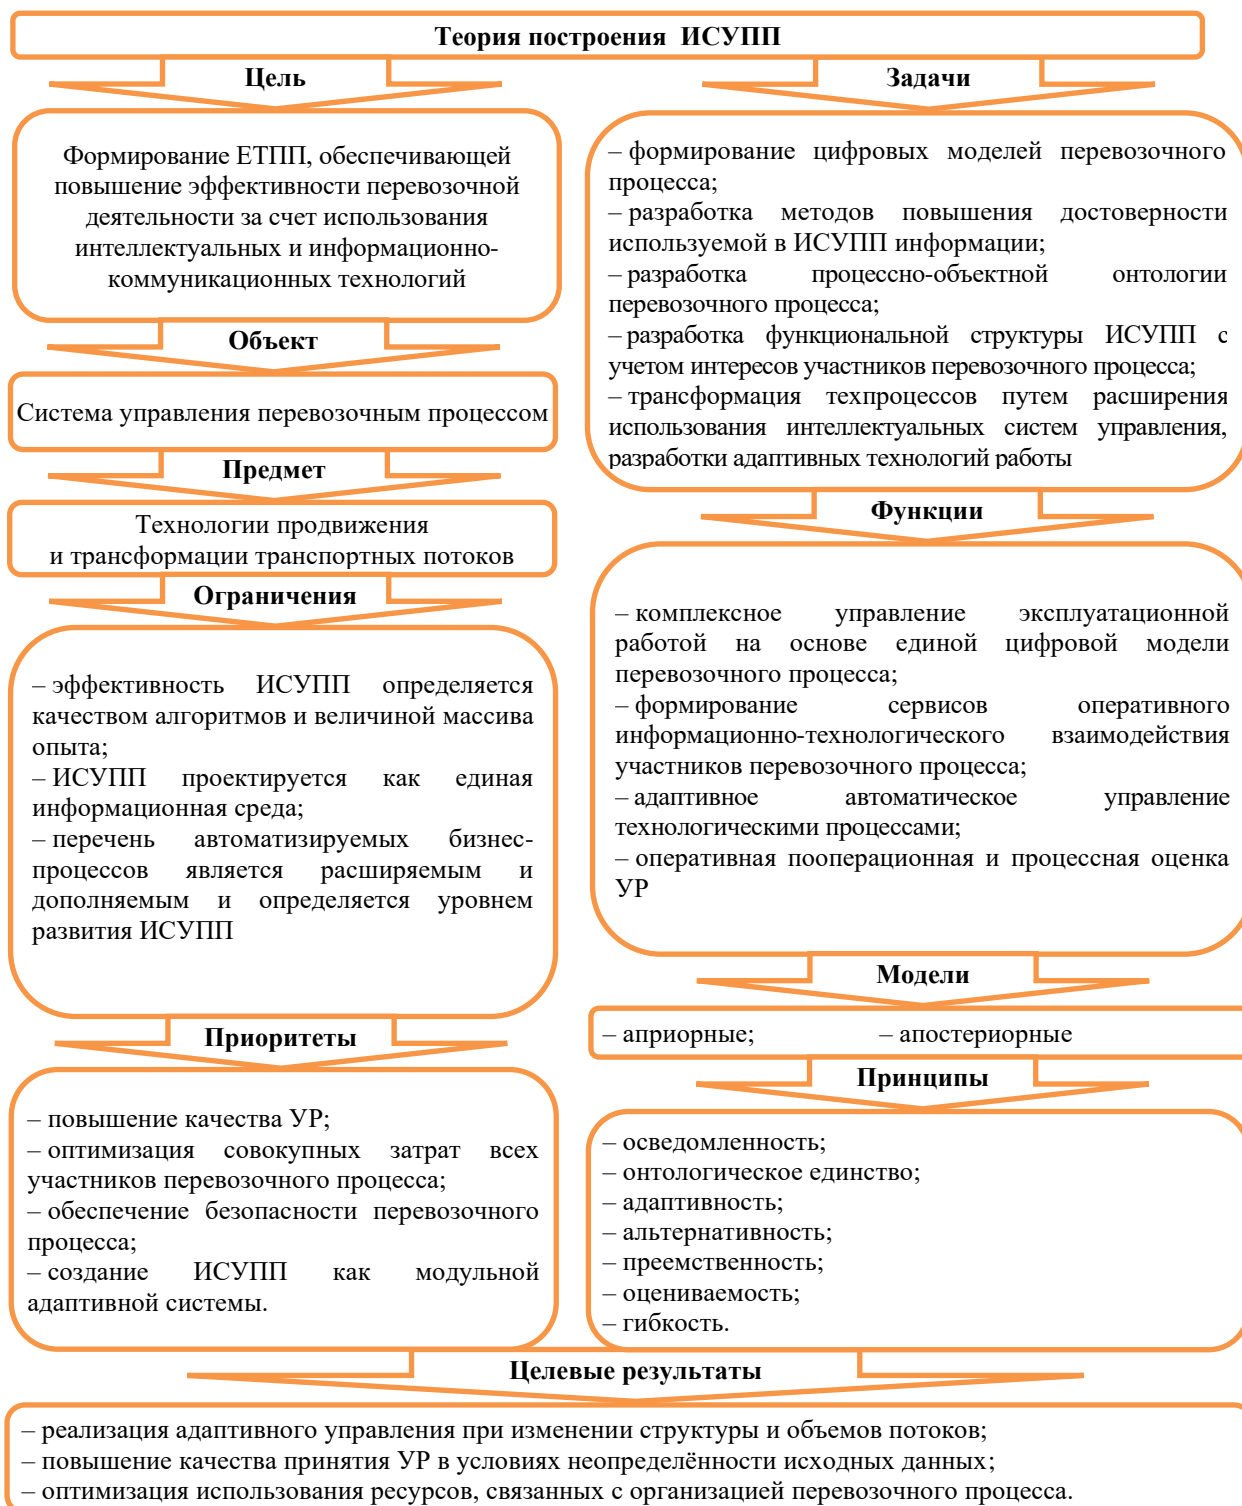 Теория построения ИСУПП
Цель
Формирование ЕТПП, обеспечивающей
повышение эффективности перевозочной
деятельности за счет использования
интеллектуальных и информационно-
коммуникационных технологий
Объект
Система управления перевозочным процессом
Предмет
Технологии продвижения
и трансформации транспортных потоков
Ограничения
– эффективность ИСУПП определяется
качеством алгоритмов и величиной массива
опыта;
– ИСУПП проектируется как единая
информационная среда;
– перечень автоматизируемых бизнес-
процессов является расширяемым и
дополняемым и определяется уровнем
развития ИСУПП
Приоритеты
– повышение качества УР;
– оптимизация совокупных затрат всех
участников перевозочного процесса;
– обеспечение безопасности перевозочного
процесса;
– создание ИСУПП как модульной
адаптивной системы.
Задачи
– формирование цифровых моделей перевозочного
процесса;
– разработка методов повышения достоверности
используемой в ИСУПП информации;
– разработка процессно-объектной онтологии
перевозочного процесса;
– разработка функциональной структуры ИСУПП с
учетом интересов участников перевозочного процесса;
– трансформация техпроцессов путем расширения
использования интеллектуальных систем управления,
разработки адаптивных технологий работы
Функции
– комплексное управление эксплуатационной
работой на основе единой цифровой модели
перевозочного процесса;
– формирование сервисов оперативного
информационно-технологического взаимодействия
участников перевозочного процесса;
– адаптивное автоматическое управление
технологическими процессами;
– оперативная пооперационная и процессная оценка
УР
Модели
– априорные; – апостериорные
Принципы
– осведомленность;
– онтологическое единство;
– адаптивность;
– альтернативность;
– преемственность;
– оцениваемость;
– гибкость.
Целевые результаты
– реализация адаптивного управления при изменении структуры и объемов потоков;
– повышение качества принятия УР в условиях неопределённости исходных данных;
– оптимизация использования ресурсов, связанных с организацией перевозочного процесса.